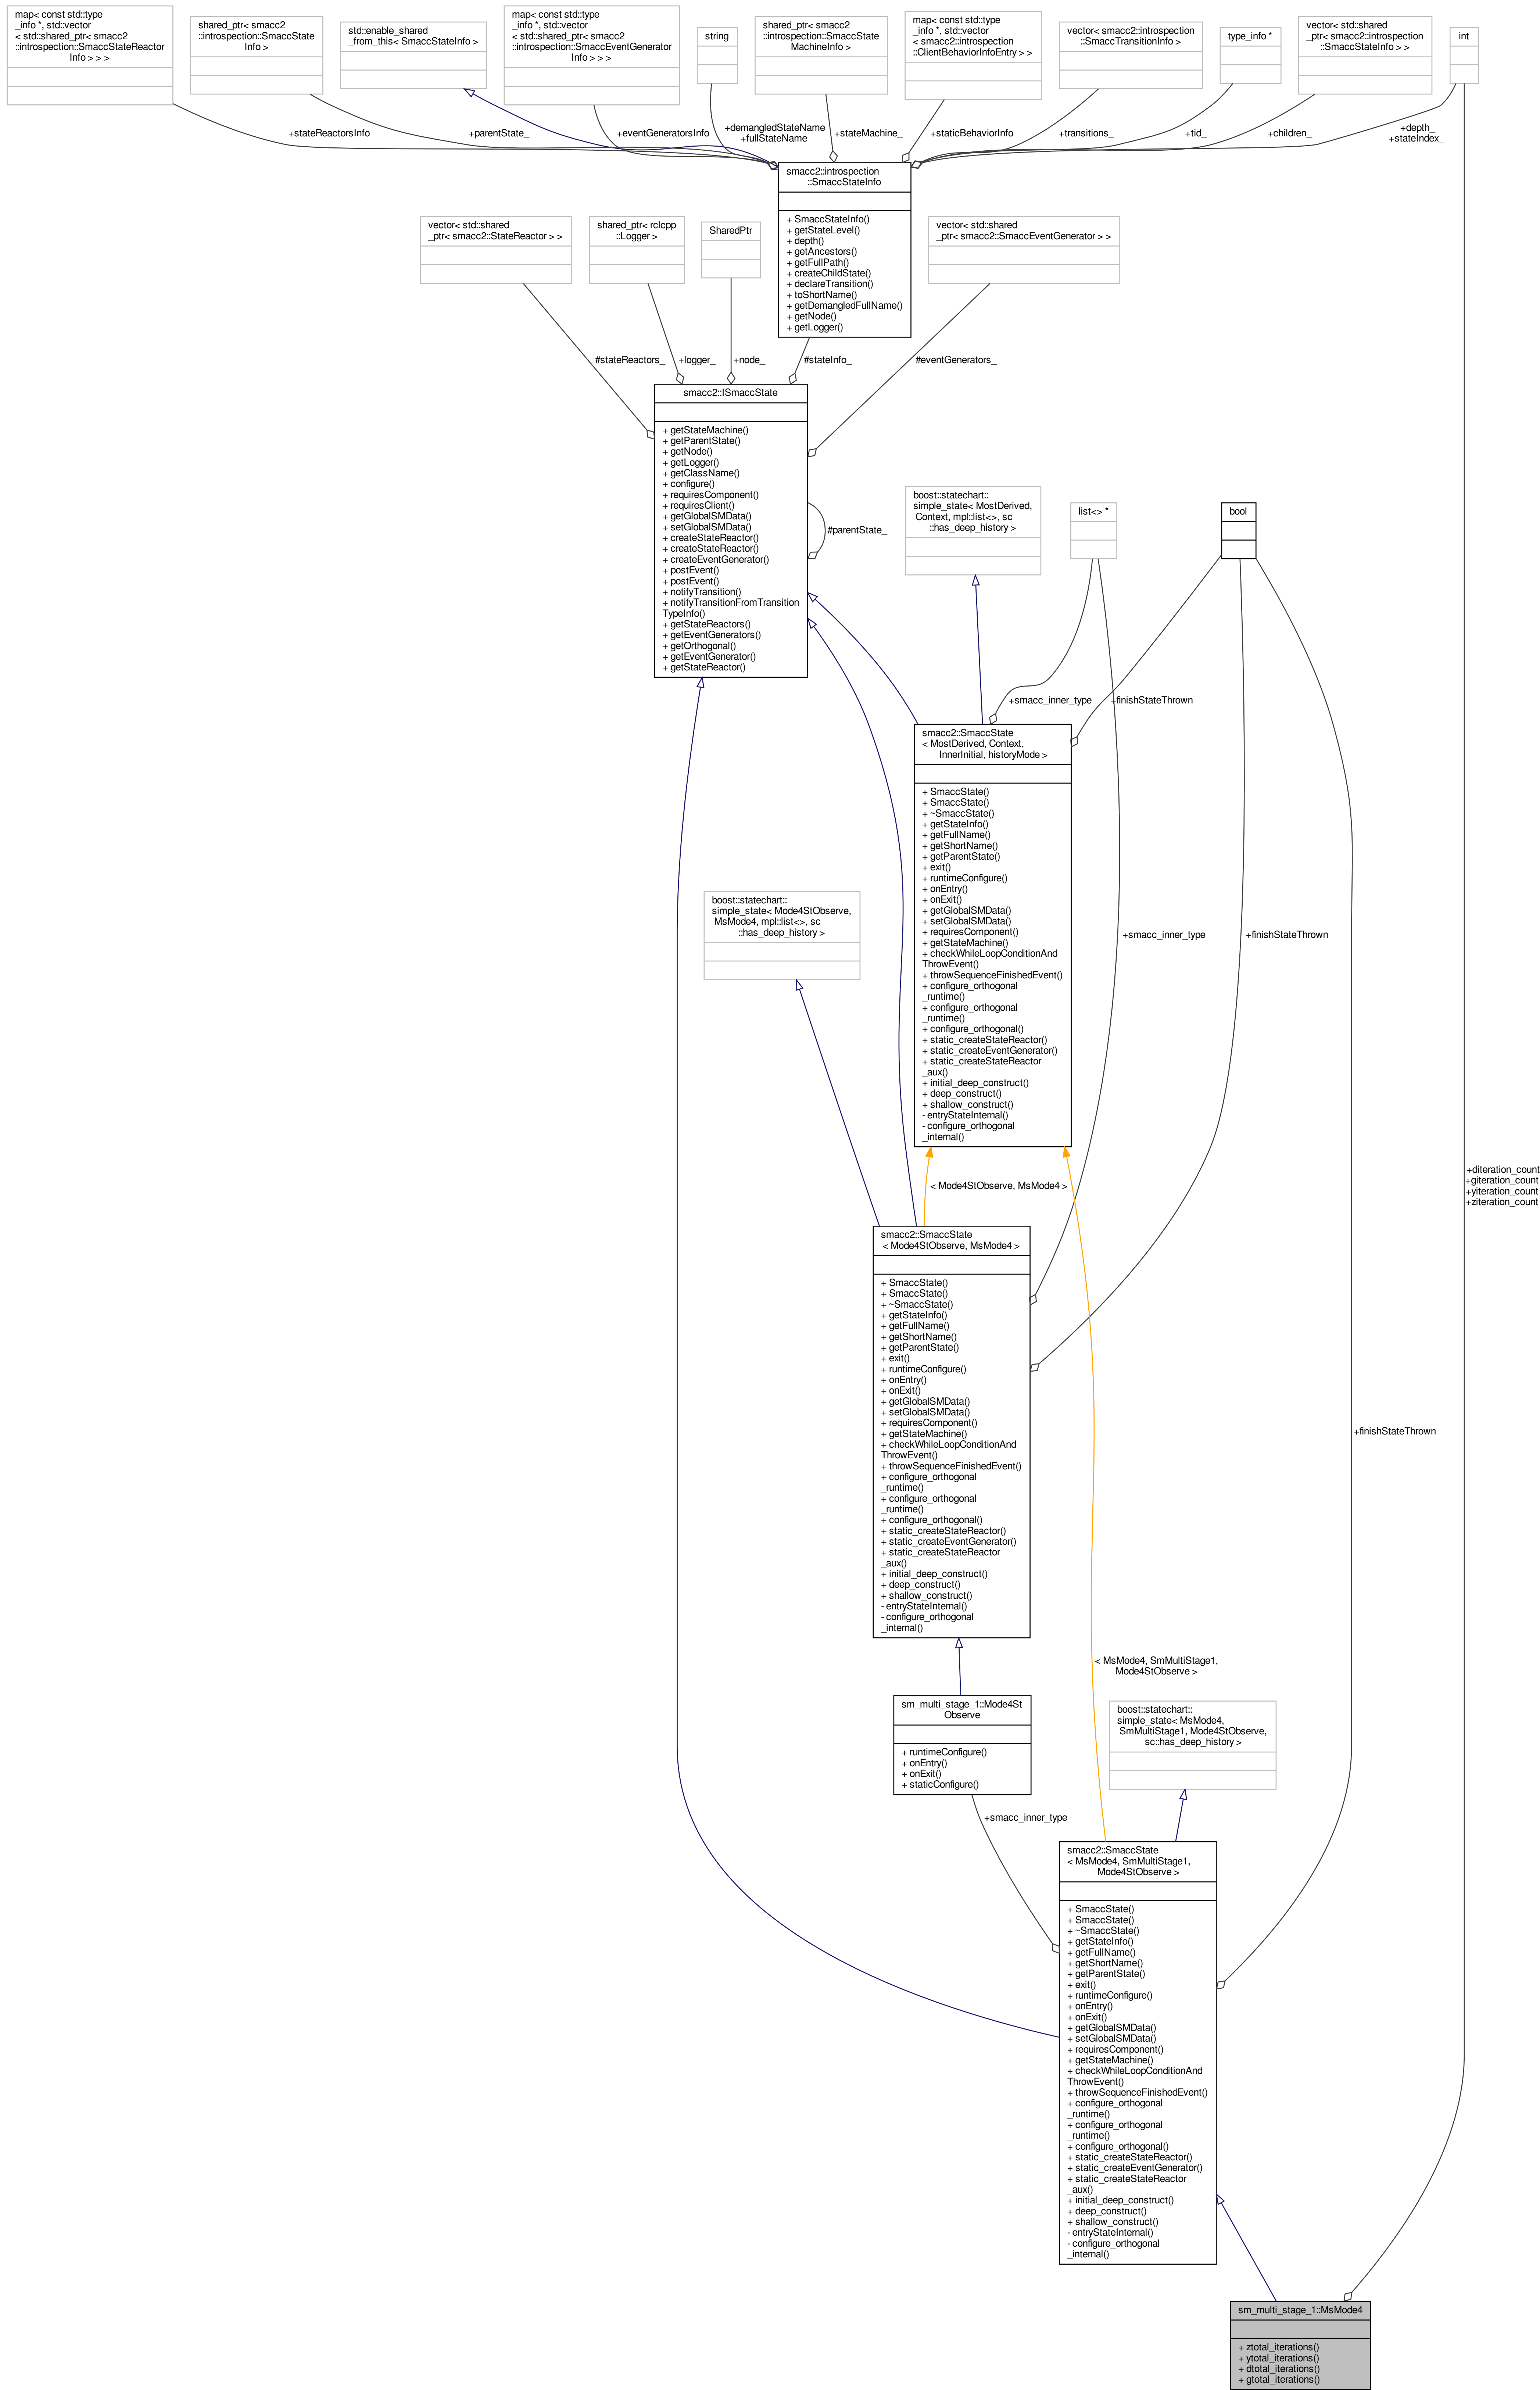 map< const std::type
_info *, std::vector
< std::shared_ptr< smacc2
::introspection::SmaccStateReactor
Info > > >
shared_ptr< smacc2
::introspection::SmaccState
Info >
std::enable_shared
_from_this< SmaccStateInfo >
map< const std::type
_info *, std::vector
< std::shared_ptr< smacc2
::introspection::SmaccEventGenerator
Info > > >
string
shared_ptr< smacc2
::introspection::SmaccState
MachineInfo >
map< const std::type
_info *, std::vector
< smacc2::introspection
::ClientBehaviorInfoEntry > >
vector< smacc2::introspection
::SmaccTransitionInfo >
type_info *
vector< std::shared
_ptr< smacc2::introspection
::SmaccStateInfo > >
int
+stateReactorsInfo
+parentState_
+eventGeneratorsInfo
+demangledStateName
+fullStateName
+stateMachine_
+staticBehaviorInfo
+transitions_
+tid_
+children_
+depth_
+stateIndex_
smacc2::introspection
::SmaccStateInfo
+ SmaccStateInfo()
+ getStateLevel()
+ depth()
+ getAncestors()
+ getFullPath()
+ createChildState()
+ declareTransition()
+ toShortName()
+ getDemangledFullName()
+ getNode()
+ getLogger()
vector< std::shared
_ptr< smacc2::StateReactor > >
shared_ptr< rclcpp
::Logger >
SharedPtr
vector< std::shared
_ptr< smacc2::SmaccEventGenerator > >
#stateReactors_
+logger_
+node_
#stateInfo_
#eventGenerators_
smacc2::ISmaccState
+ getStateMachine()
+ getParentState()
+ getNode()
+ getLogger()
+ getClassName()
+ configure()
+ requiresComponent()
+ requiresClient()
+ getGlobalSMData()
+ setGlobalSMData()
+ createStateReactor()
+ createStateReactor()
+ createEventGenerator()
+ postEvent()
+ postEvent()
+ notifyTransition()
+ notifyTransitionFromTransition
TypeInfo()
+ getStateReactors()
+ getEventGenerators()
+ getOrthogonal()
+ getEventGenerator()
+ getStateReactor()
#parentState_
boost::statechart::
simple_state< MostDerived,
Context, mpl::list<>, sc
::has_deep_history >
list<> *
bool
+smacc_inner_type
+finishStateThrown
smacc2::SmaccState
< MostDerived, Context,
InnerInitial, historyMode >
+ SmaccState()
+ SmaccState()
+ ~SmaccState()
+ getStateInfo()
+ getFullName()
+ getShortName()
+ getParentState()
+ exit()
+ runtimeConfigure()
+ onEntry()
+ onExit()
+ getGlobalSMData()
+ setGlobalSMData()
+ requiresComponent()
+ getStateMachine()
+ checkWhileLoopConditionAnd
ThrowEvent()
+ throwSequenceFinishedEvent()
+ configure_orthogonal
_runtime()
+ configure_orthogonal
_runtime()
+ configure_orthogonal()
+ static_createStateReactor()
+ static_createEventGenerator()
+ static_createStateReactor
_aux()
+ initial_deep_construct()
+ deep_construct()
+ shallow_construct()
- entryStateInternal()
- configure_orthogonal
_internal()
boost::statechart::
simple_state< Mode4StObserve,
MsMode4, mpl::list<>, sc
::has_deep_history >
+smacc_inner_type
+finishStateThrown
< Mode4StObserve, MsMode4 >
+diteration_count
+giteration_count
+yiteration_count
+ziteration_count
smacc2::SmaccState
< Mode4StObserve, MsMode4 >
+ SmaccState()
+ SmaccState()
+ ~SmaccState()
+ getStateInfo()
+ getFullName()
+ getShortName()
+ getParentState()
+ exit()
+ runtimeConfigure()
+ onEntry()
+ onExit()
+ getGlobalSMData()
+ setGlobalSMData()
+ requiresComponent()
+ getStateMachine()
+ checkWhileLoopConditionAnd
ThrowEvent()
+ throwSequenceFinishedEvent()
+ configure_orthogonal
_runtime()
+ configure_orthogonal
_runtime()
+ configure_orthogonal()
+ static_createStateReactor()
+ static_createEventGenerator()
+ static_createStateReactor
_aux()
+ initial_deep_construct()
+ deep_construct()
+ shallow_construct()
- entryStateInternal()
- configure_orthogonal
_internal()
+finishStateThrown
< MsMode4, SmMultiStage1,
Mode4StObserve >
sm_multi_stage_1::Mode4St
Observe
+ runtimeConfigure()
+ onEntry()
+ onExit()
+ staticConfigure()
boost::statechart::
simple_state< MsMode4,
SmMultiStage1, Mode4StObserve,
sc::has_deep_history >
+smacc_inner_type
smacc2::SmaccState
< MsMode4, SmMultiStage1,
Mode4StObserve >
+ SmaccState()
+ SmaccState()
+ ~SmaccState()
+ getStateInfo()
+ getFullName()
+ getShortName()
+ getParentState()
+ exit()
+ runtimeConfigure()
+ onEntry()
+ onExit()
+ getGlobalSMData()
+ setGlobalSMData()
+ requiresComponent()
+ getStateMachine()
+ checkWhileLoopConditionAnd
ThrowEvent()
+ throwSequenceFinishedEvent()
+ configure_orthogonal
_runtime()
+ configure_orthogonal
_runtime()
+ configure_orthogonal()
+ static_createStateReactor()
+ static_createEventGenerator()
+ static_createStateReactor
_aux()
+ initial_deep_construct()
+ deep_construct()
+ shallow_construct()
- entryStateInternal()
- configure_orthogonal
_internal()
sm_multi_stage_1::MsMode4
+ ztotal_iterations()
+ ytotal_iterations()
+ dtotal_iterations()
+ gtotal_iterations()